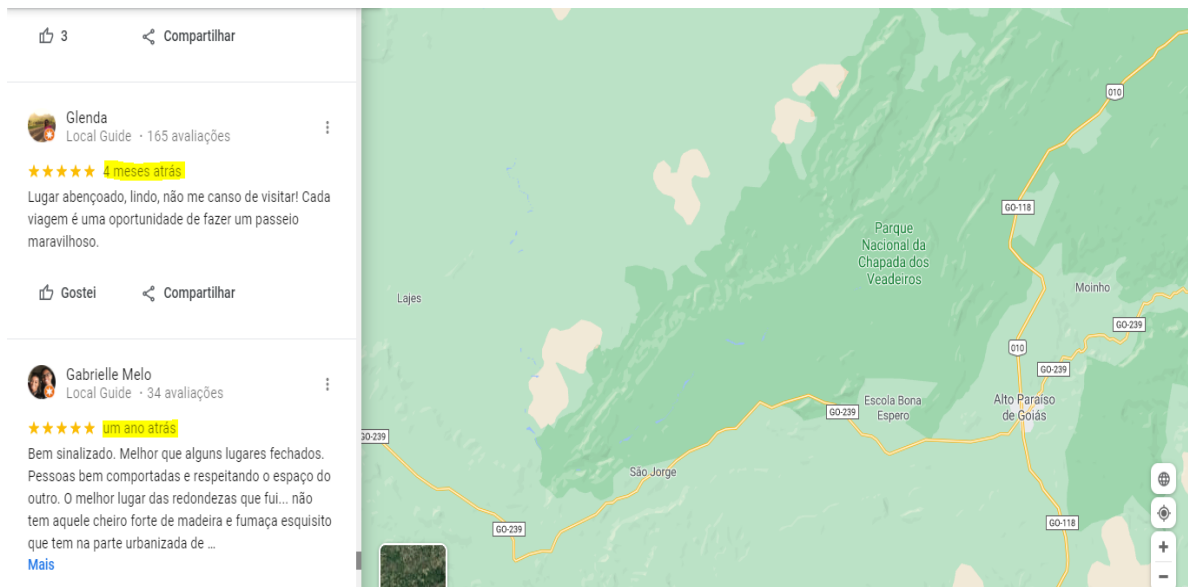 3 Compartilhar
Glenda
Local Guide · 165 avaliações
4 meses atrás
Lugar abençoado, lindo, não me canso de visitar! Cada
viagem é uma oportunidade de fazer um passeio
maravilhoso.
Gostei Compartilhar
Gabrielle Melo
Local Guide · 34 avaliações
um ano atrás
Bem sinalizado. Melhor que alguns lugares fechados.
Pessoas bem comportadas e respeitando o espaço do
outro. O melhor lugar das redondezas que fui... não
tem aquele cheiro forte de madeira e fumaça esquisito
que tem na parte urbanizada de ...
Mais
010
GO-118
Parque
Nacional da
Chapada dos
Veadeiros
Moinho
Lajes
GO-239
010
GO-239
Escola Bona
Espero
GO-239
Alto Paraíso
de Goiás
GO-239
São Jorge
GO-239
GO-118